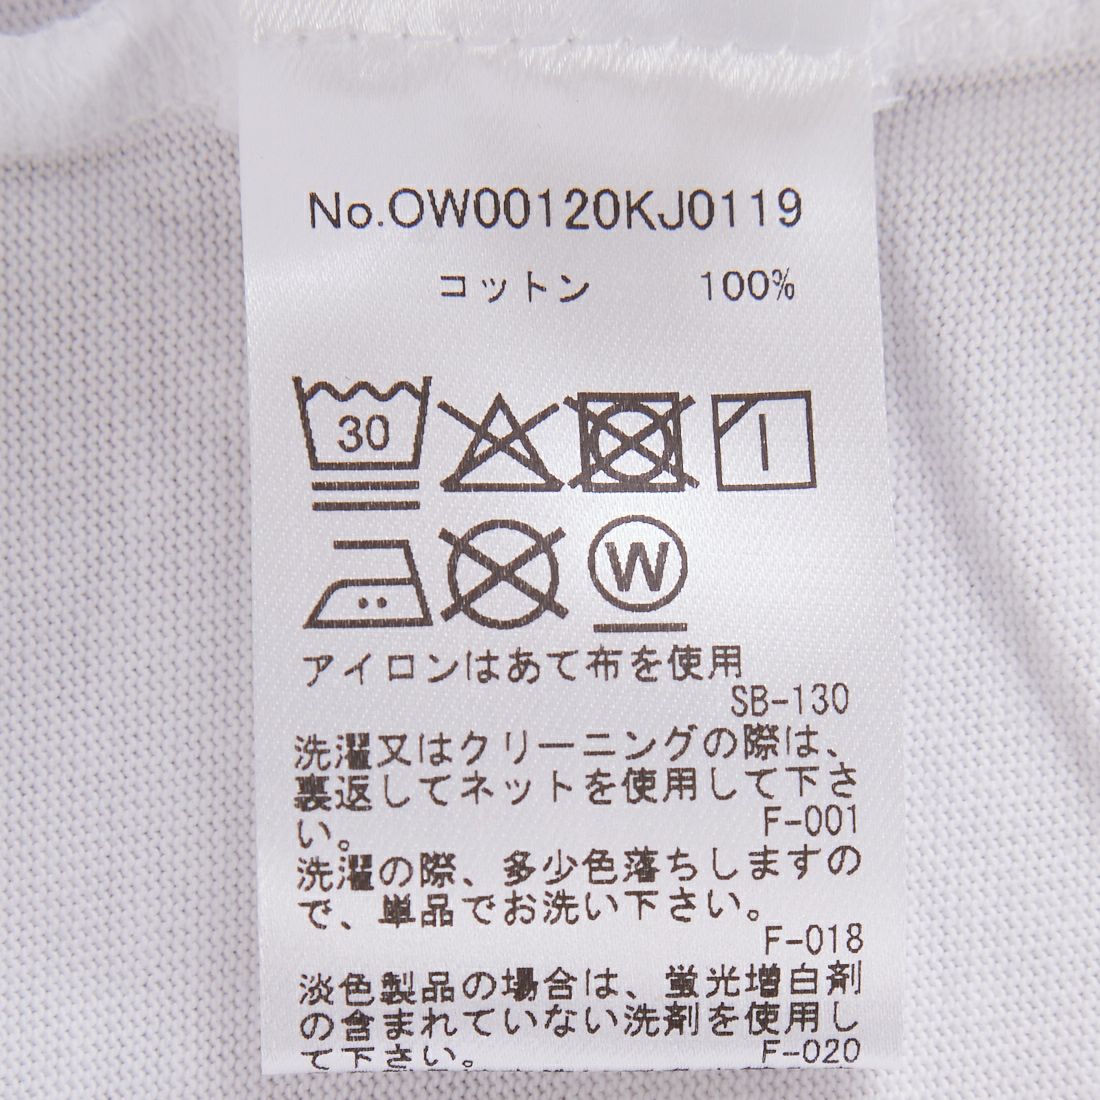 No.OW00120KJ0119
コットン 100%
30
W
アイロンはあて布を使用
SB-130
洗濯又はクリーニングの際は、
裏返してネットを使用して下さ
い。
F-001
洗濯の際、多少色落ちしますの
で、単品でお洗い下さい。
F-018
淡色製品の場合は、蛍光増白剤
の含まれていない洗剤を使用し
て下さい。
F-020